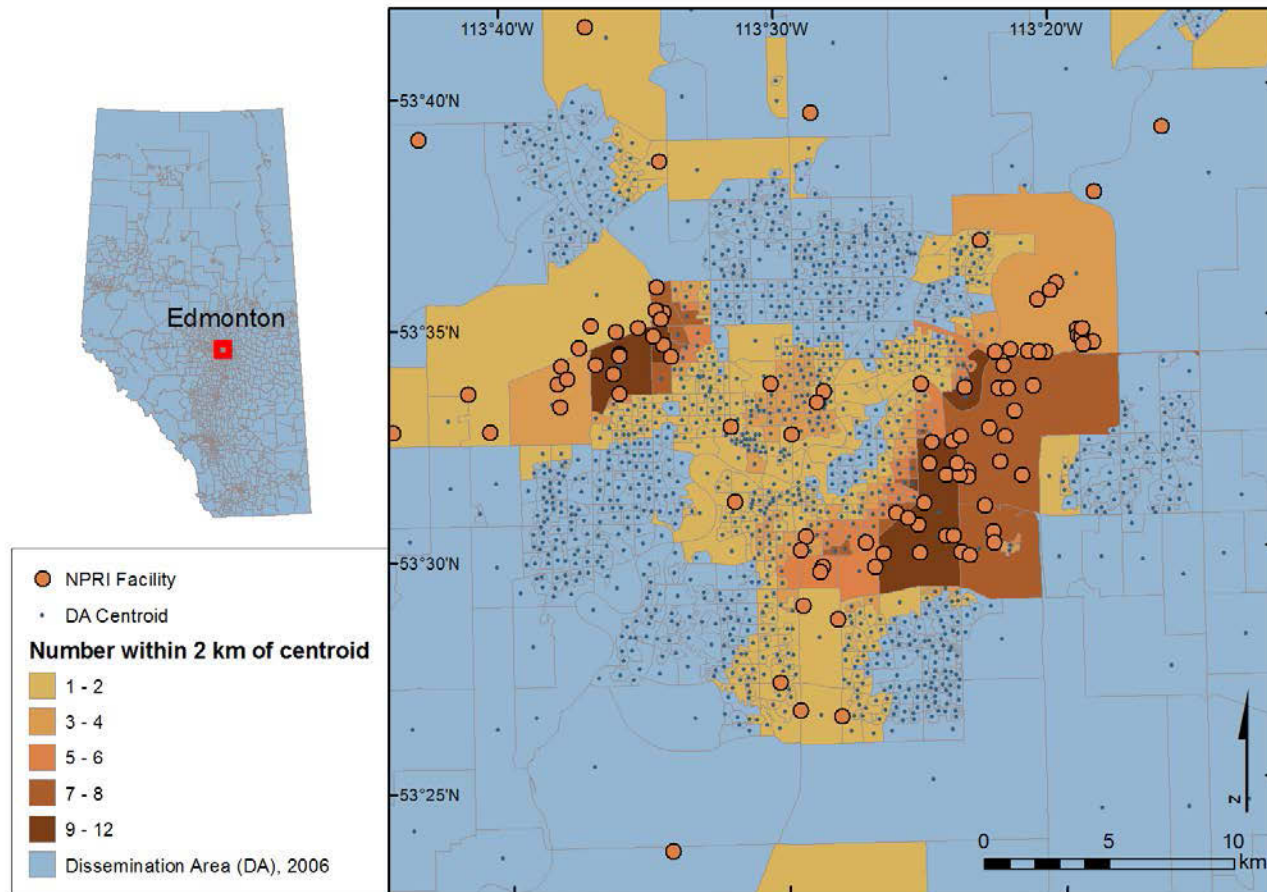 Edmonton
NPRI Facility
DA Centroid
Number within 2 km of centroid
1 - 2
3 - 4
5 - 6
7 - 8
9 - 12
Dissemination Area (DA), 2006
113°40'W 113°30'W 113°20'W
53°40'N
53°35'N
53°30'N
53°25'N
N
0 5 10
km